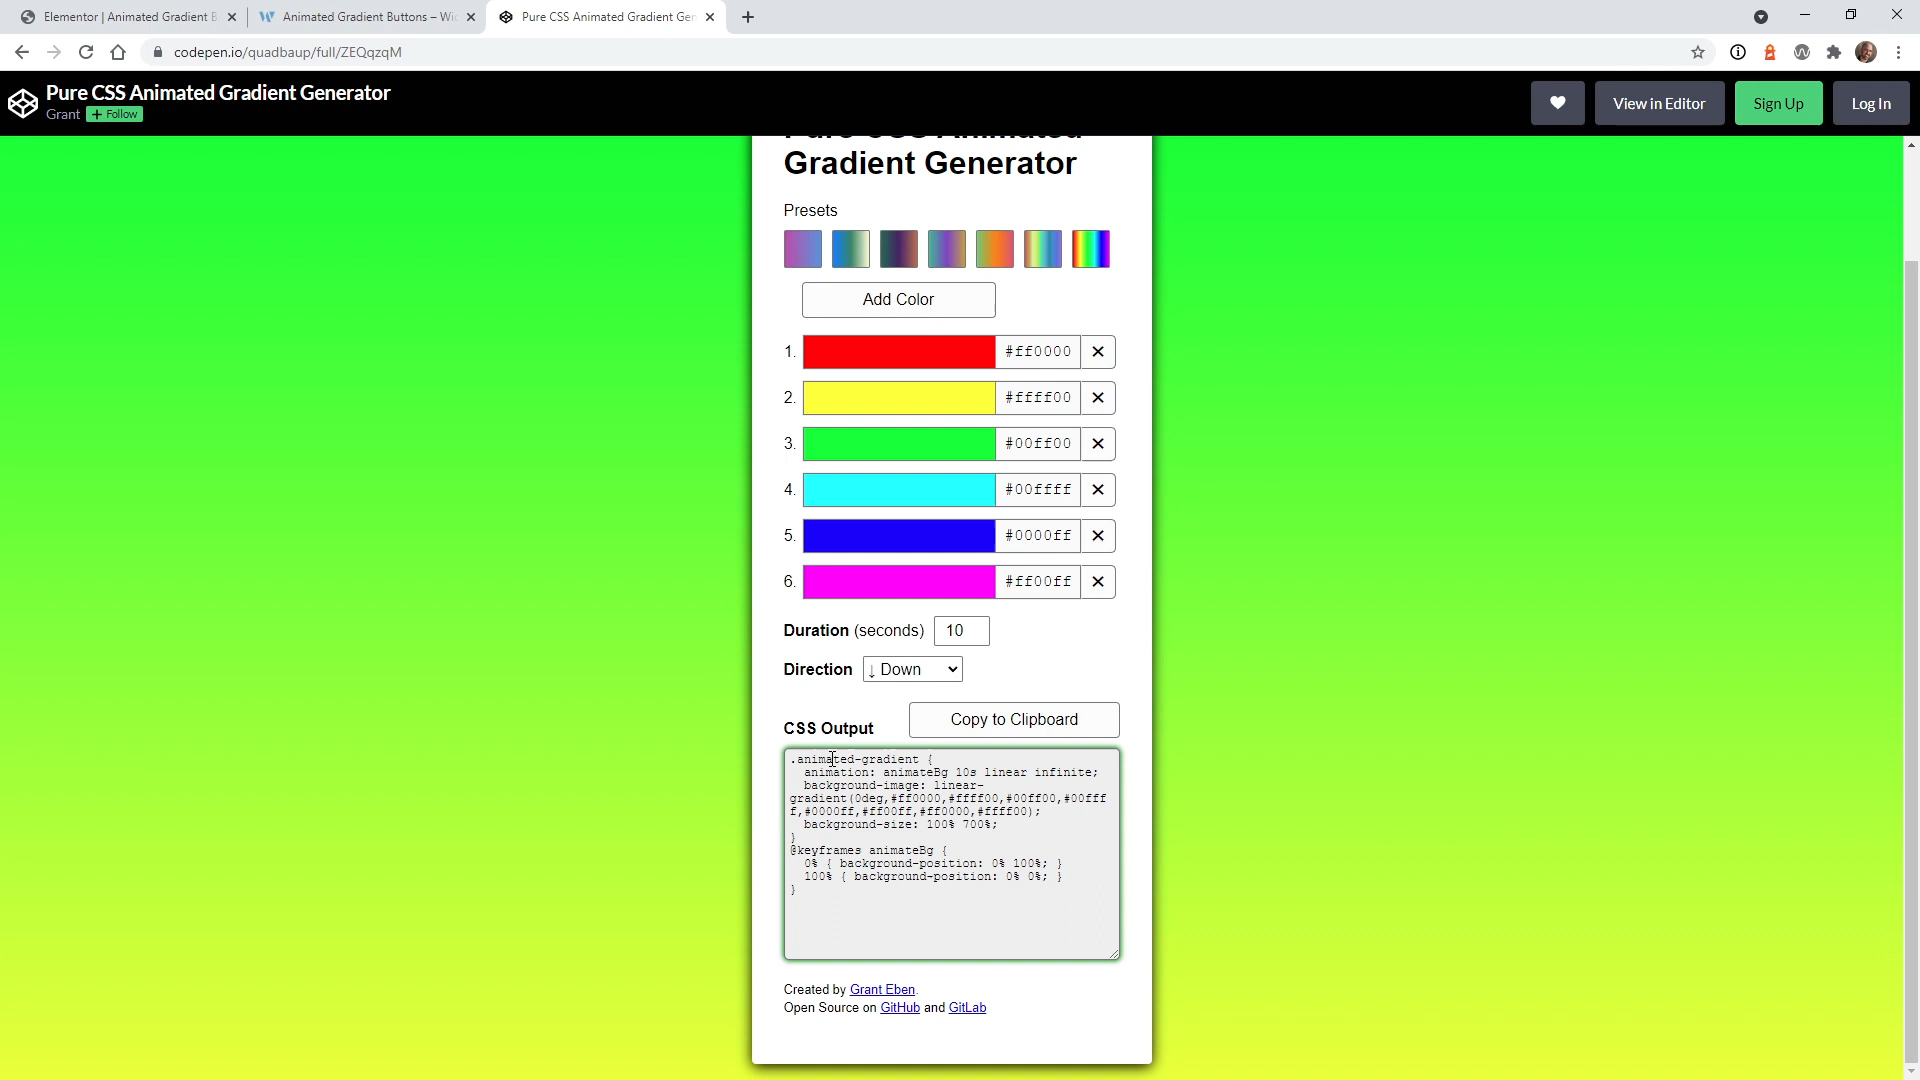 Elementor | Animated Gradient B
Animated Gradient Buttons – Wic
Pure CSS Animated Gradient Gen
codepen.io/quadbaup/full/ZEQqzqM
Pure CSS Animated Gradient Generator
Grant + Follow
View in Editor
Sign Up
Log In
Pure CSS Animated
Gradient Generator
Presets
Add Color
1. #ff0000 ✕
2. #ffff00 ✕
3. #00ff00 ✕
4. #00ffff ✕
5. #0000ff ✕
6. #ff00ff ✕
Duration (seconds) 10
Direction ↓ Down
CSS Output
Copy to Clipboard
.animated-gradient {
animation: animateBg 10s linear infinite;
background-image: linear-
gradient(0deg,#ff0000,#ffff00,#00ff00,#00fff
f,#0000ff,#ff00ff,#ff0000,#ffff00);
background-size: 100% 700%;
}
@keyframes animateBg {
0% { background-position: 0% 100%; }
100% { background-position: 0% 0%; }
}
Created by Grant Eben.
Open Source on GitHub and GitLab